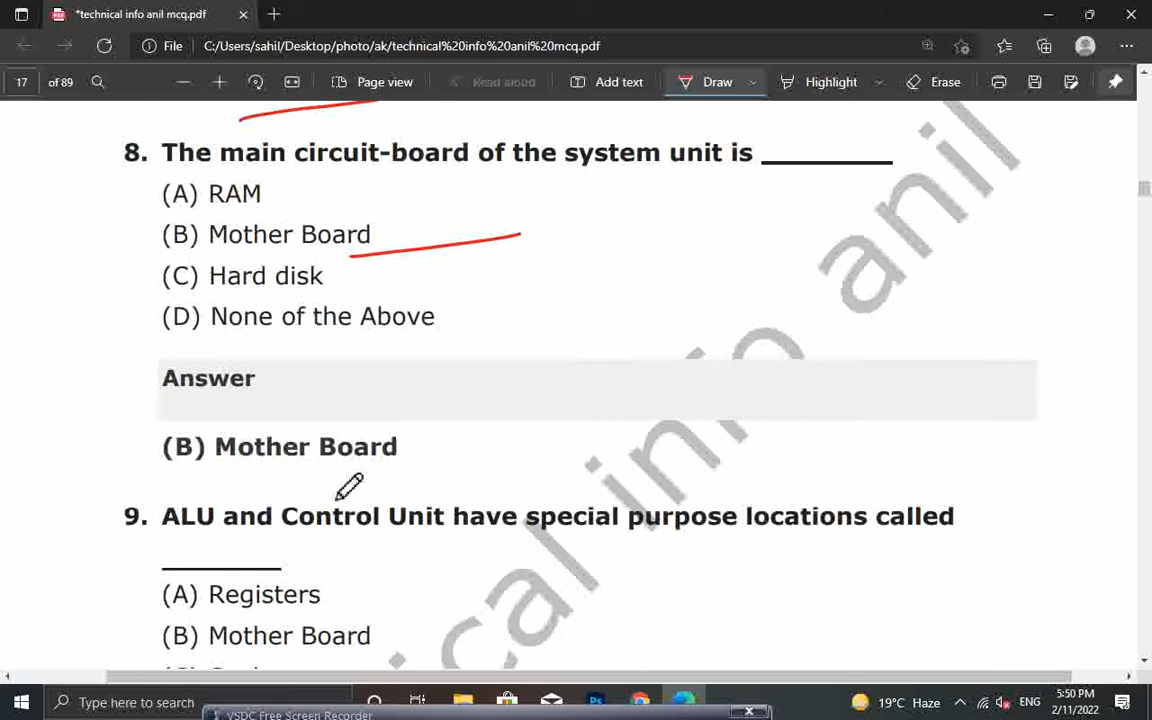 *technical info anil mcq.pdf
File C:/Users/sahil/Desktop/photo/ak/technical%20info%20anil%20mcq.pdf
17 of 89 Page view Read aloud Add text Draw Highlight Erase
8. The main circuit-board of the system unit is __________
(A) RAM
(B) Mother Board
(C) Hard disk
(D) None of the Above
Answer
(B) Mother Board
9. ALU and Control Unit have special purpose locations called
_________
(A) Registers
(B) Mother Board
info anil
Type here to search
19°C Haze
ENG
5:50 PM
2/11/2022
VSDC Free Screen Recorder